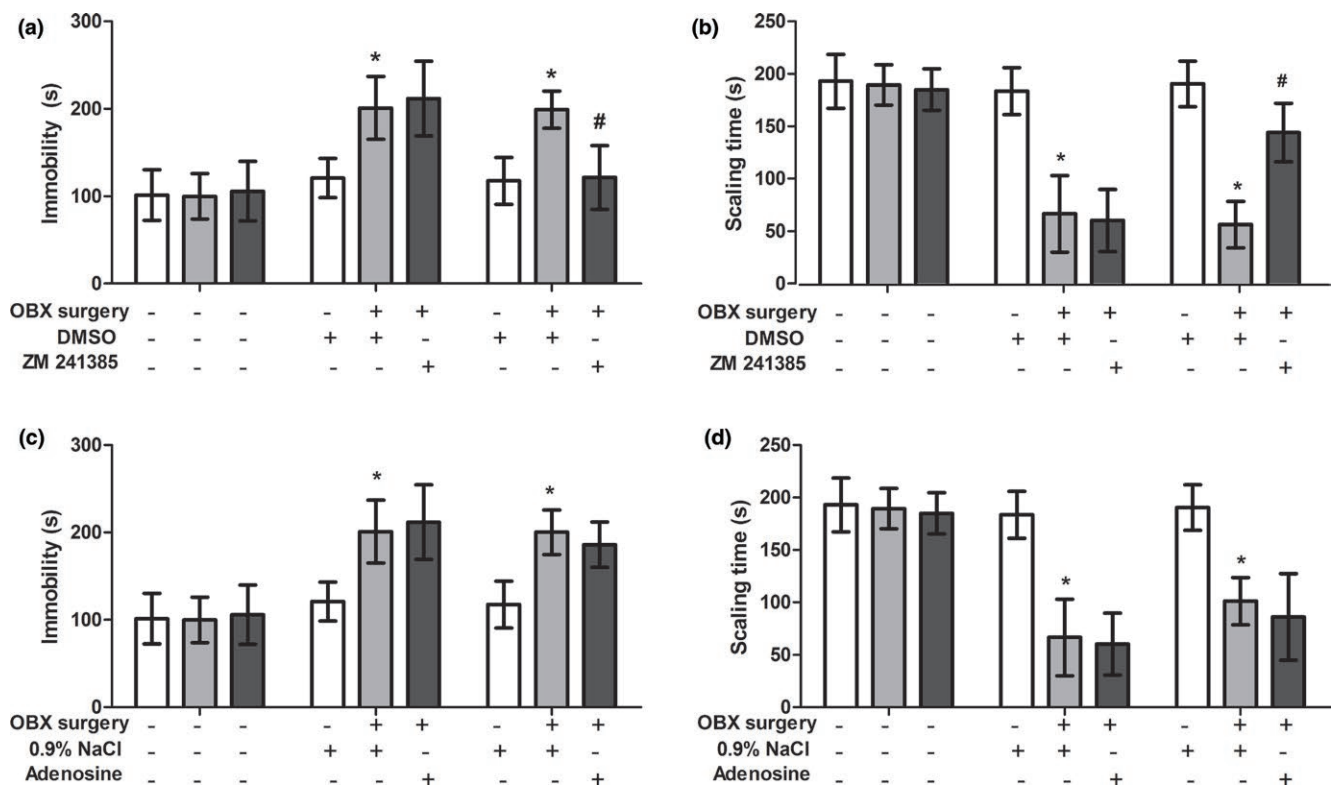 (a)
300
200
100
0
Immobility (s)
* * #
OBX surgery - - - - + + - + +
DMSO - - - + + - + + -
ZM 241385 - - - - - + - - +
(b)
250
200
150
100
50
0
Scaling time (s)
* * #
OBX surgery - - - - + + - + +
DMSO - - - + + - + + -
ZM 241385 - - - - - + - - +
(c)
300
200
100
0
Immobility (s)
* *
OBX surgery - - - - + + - + +
0.9% NaCl - - - + + - + + -
Adenosine - - - - - + - - +
(d)
250
200
150
100
50
0
Scaling time (s)
* *
OBX surgery - - - - + + - + +
0.9% NaCl - - - + + - + + -
Adenosine - - - - - + - - +